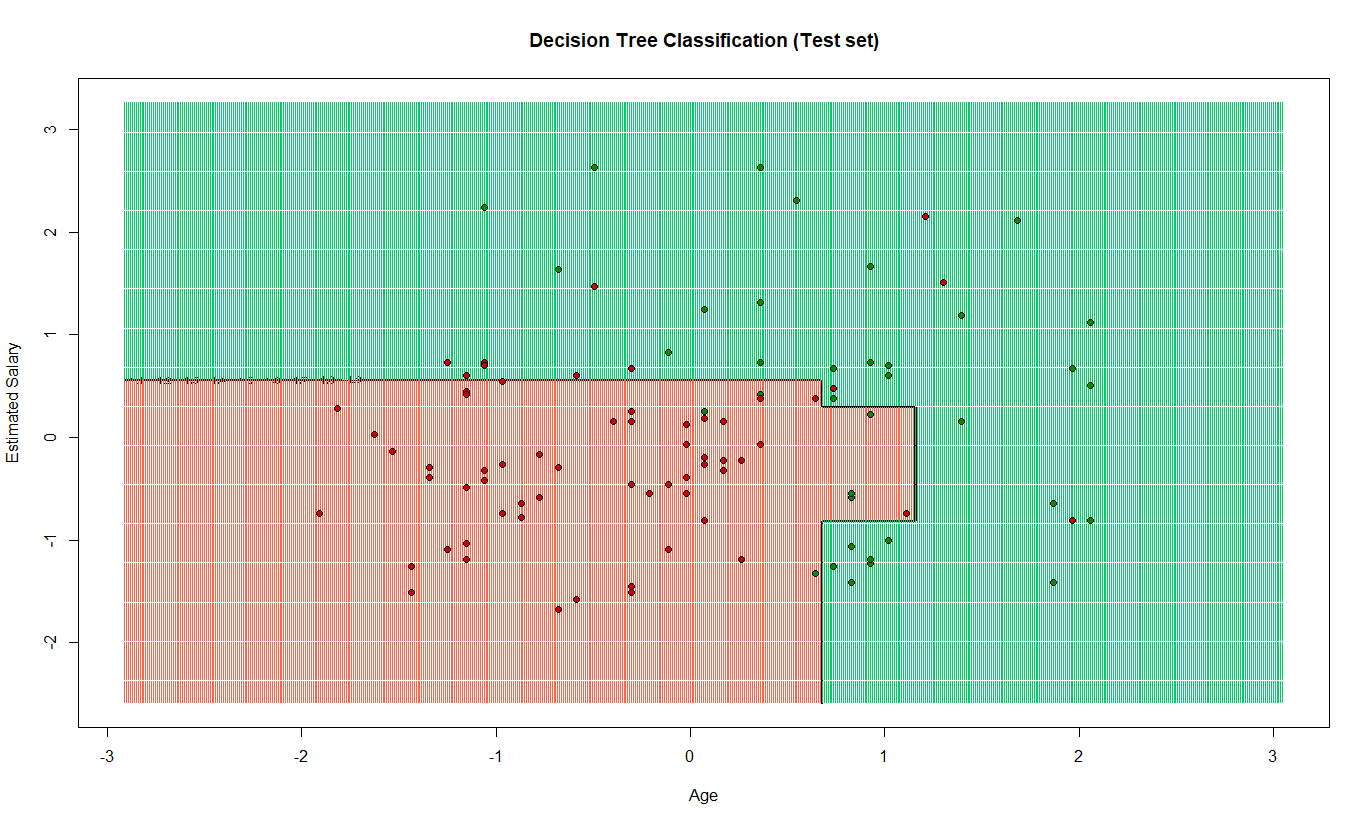 Decision Tree Classification (Test set)
3
2
1
0
-1
-2
Estimated Salary
-3 -2 -1 0 1 2 3
Age